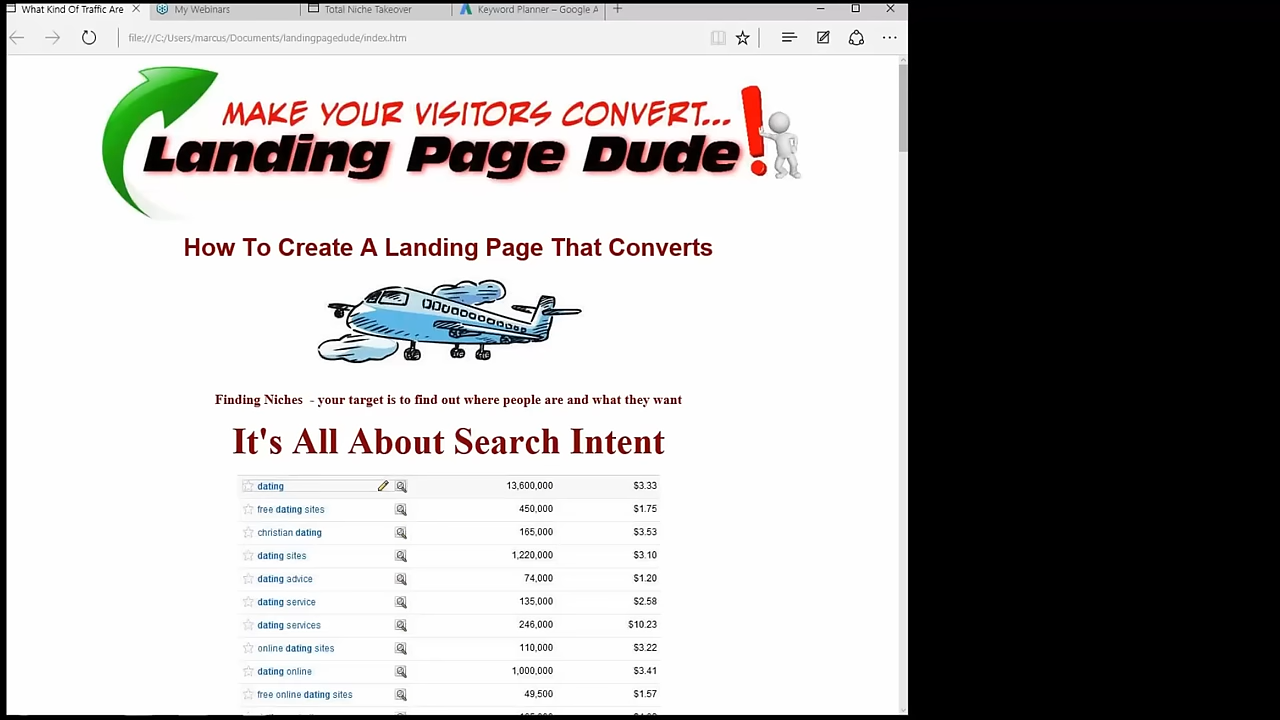 What Kind Of Traffic Are
My Webinars
Total Niche Takeover
Keyword Planner – Google A
file:///C:/Users/marcus/Documents/landingpagedude/index.htm
MAKE YOUR VISITORS CONVERT...
Landing Page Dude!
How To Create A Landing Page That Converts
Finding Niches - your target is to find out where people are and what they want
It's All About Search Intent
dating 13,600,000 $3.33
free dating sites 450,000 $1.75
christian dating 165,000 $3.53
dating sites 1,220,000 $3.10
dating advice 74,000 $1.20
dating service 135,000 $2.58
dating services 246,000 $10.23
online dating sites 110,000 $3.22
dating online 1,000,000 $3.41
free online dating sites 49,500 $1.57